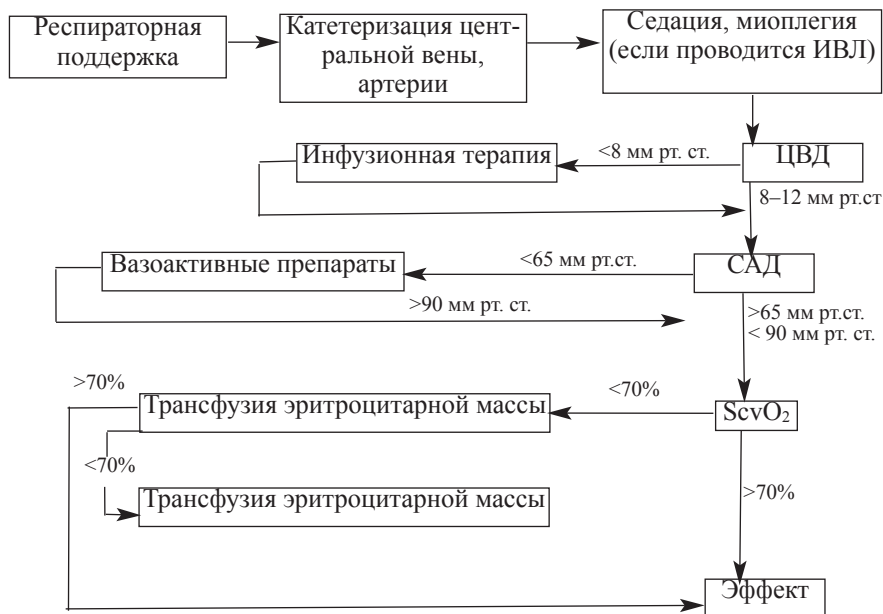 Респираторная
поддержка
Катетеризация цент-
ральной вены,
артерии
Седация, миоплегия
(если проводится ИВЛ)
Инфузионная терапия
<8 мм рт. ст.
ЦВД
8–12 мм рт.ст
Вазоактивные препараты
<65 мм рт.ст.
САД
>90 мм рт. ст.
>65 мм рт.ст.
< 90 мм рт. ст.
>70%
Трансфузия эритроцитарной массы
<70%
ScvO₂
<70%
Трансфузия эритроцитарной массы
>70%
Эффект